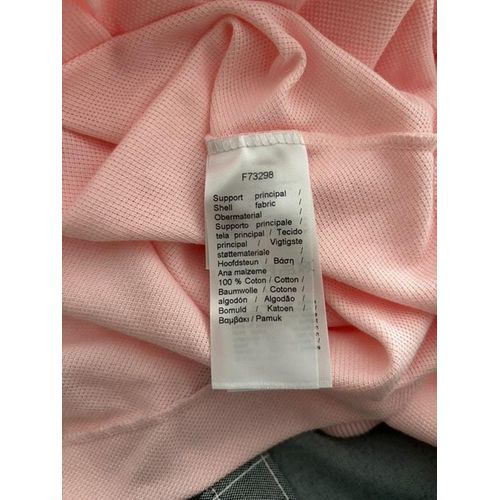 F73298
Support principal /
Shell fabric /
Obermaterial /
Supporto principale /
tela principal / Tecido
principal / Vigtigste
støttemateriale /
Hoofdsteun / Βάση /
Ana malzeme
100 % Coton / Cotton /
Baumwolle / Cotone /
algodón / Algodão /
Bomuld / Katoen /
Βαμβάκι / Pamuk